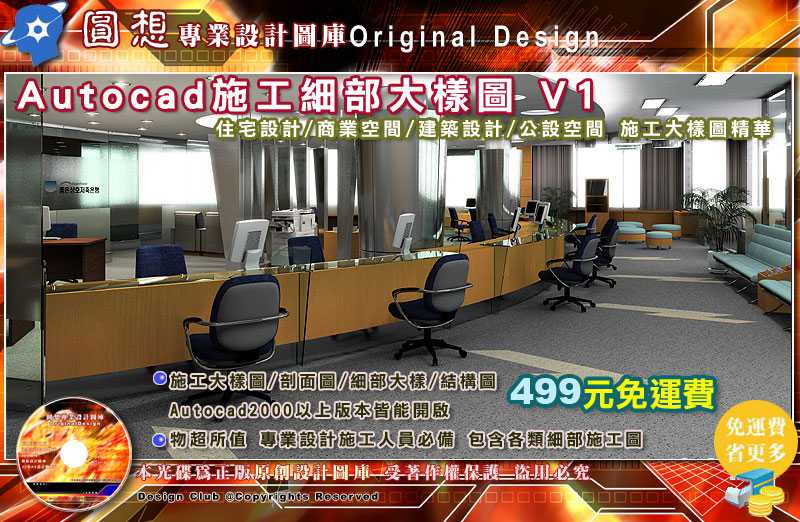 圓想 專業設計圖庫Original Design
Autocad施工細部大樣圖 V1
住宅設計/商業空間/建築設計/公設空間 施工大樣圖精華
施工大樣圖/剖面圖/細部大樣/結構圖
Autocad2000以上版本皆能開啟
499元免運費
物超所值 專業設計施工人員必備 包含各類細部施工圖
免運費
省更多
本光碟為正版原創設計圖庫 受著作權保護 盜用必究
Design Club @Copyrights Reserved